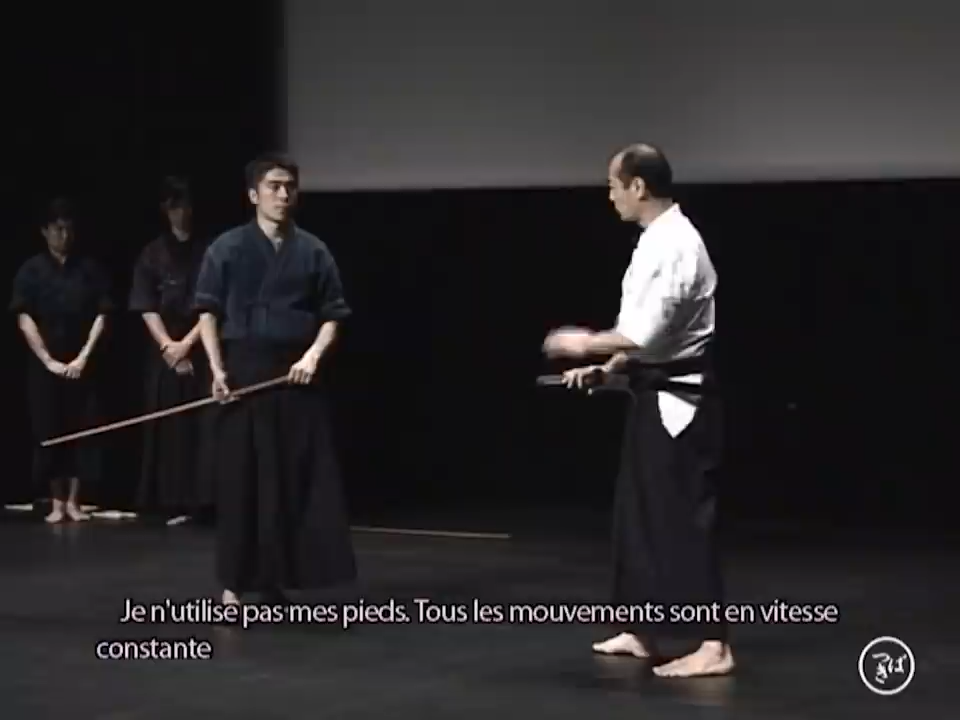 Je n'utilise pas mes pieds. Tous les mouvements sont en vitesse
constante